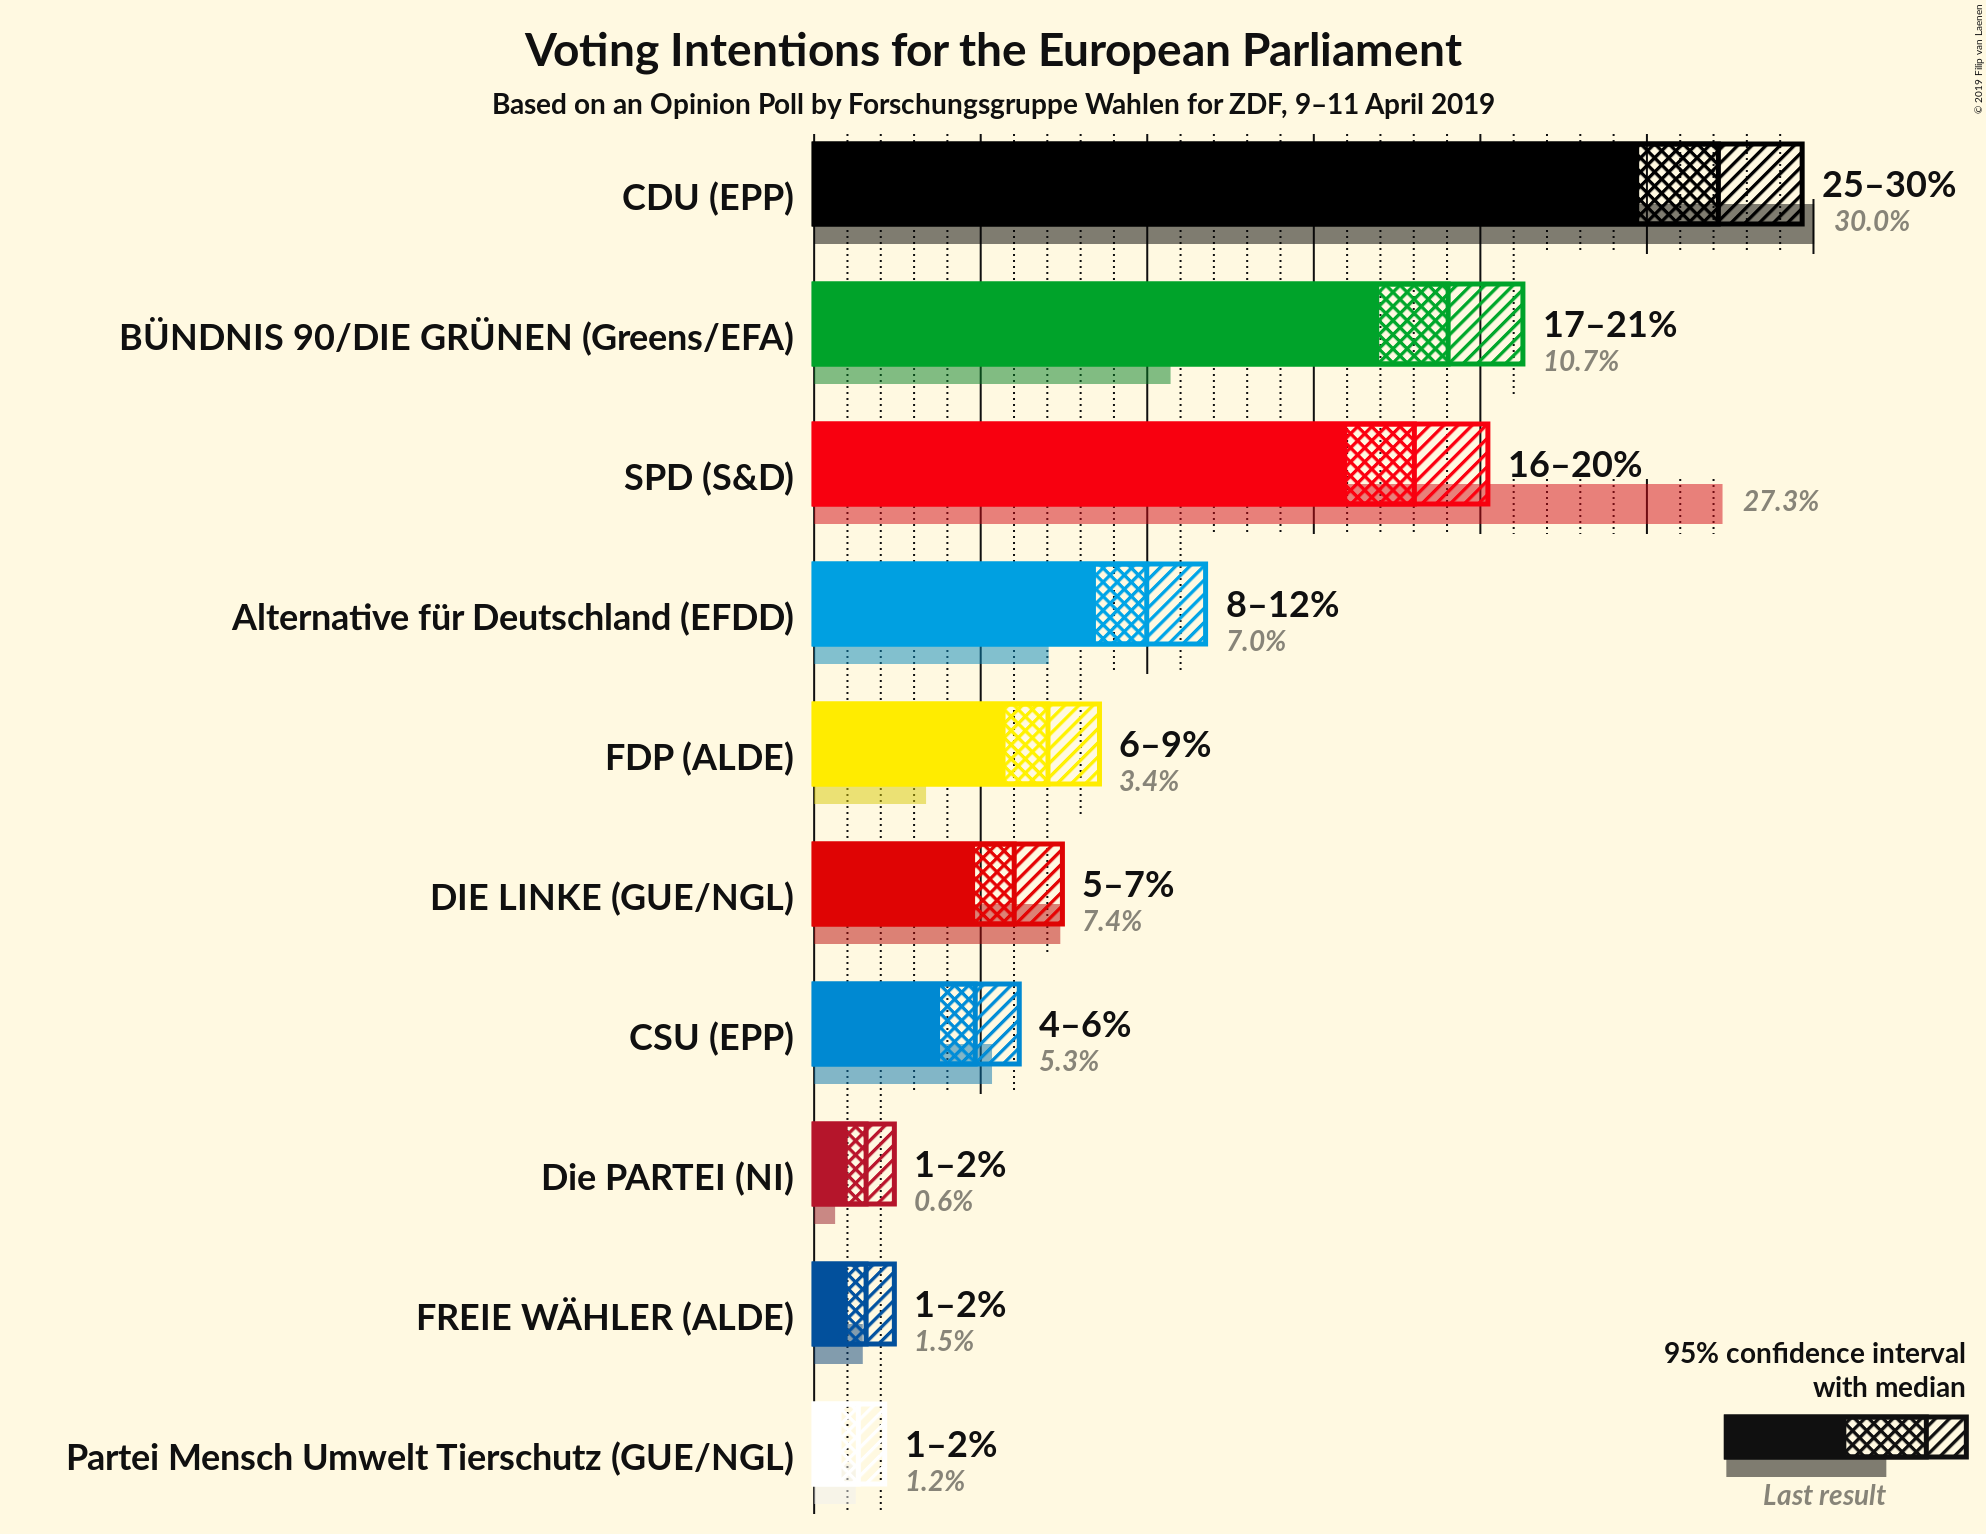 Voting Intentions for the European Parliament
Based on an Opinion Poll by Forschungsgruppe Wahlen for ZDF, 9–11 April 2019
© 2019 Filip van Laenen
CDU (EPP)
25–30%
30.0%
BÜNDNIS 90/DIE GRÜNEN (Greens/EFA)
17–21%
10.7%
SPD (S&D)
16–20%
27.3%
Alternative für Deutschland (EFDD)
8–12%
7.0%
FDP (ALDE)
6–9%
3.4%
DIE LINKE (GUE/NGL)
5–7%
7.4%
CSU (EPP)
4–6%
5.3%
Die PARTEI (NI)
1–2%
0.6%
FREIE WÄHLER (ALDE)
1–2%
1.5%
Partei Mensch Umwelt Tierschutz (GUE/NGL)
1–2%
1.2%
95% confidence interval
with median
Last result